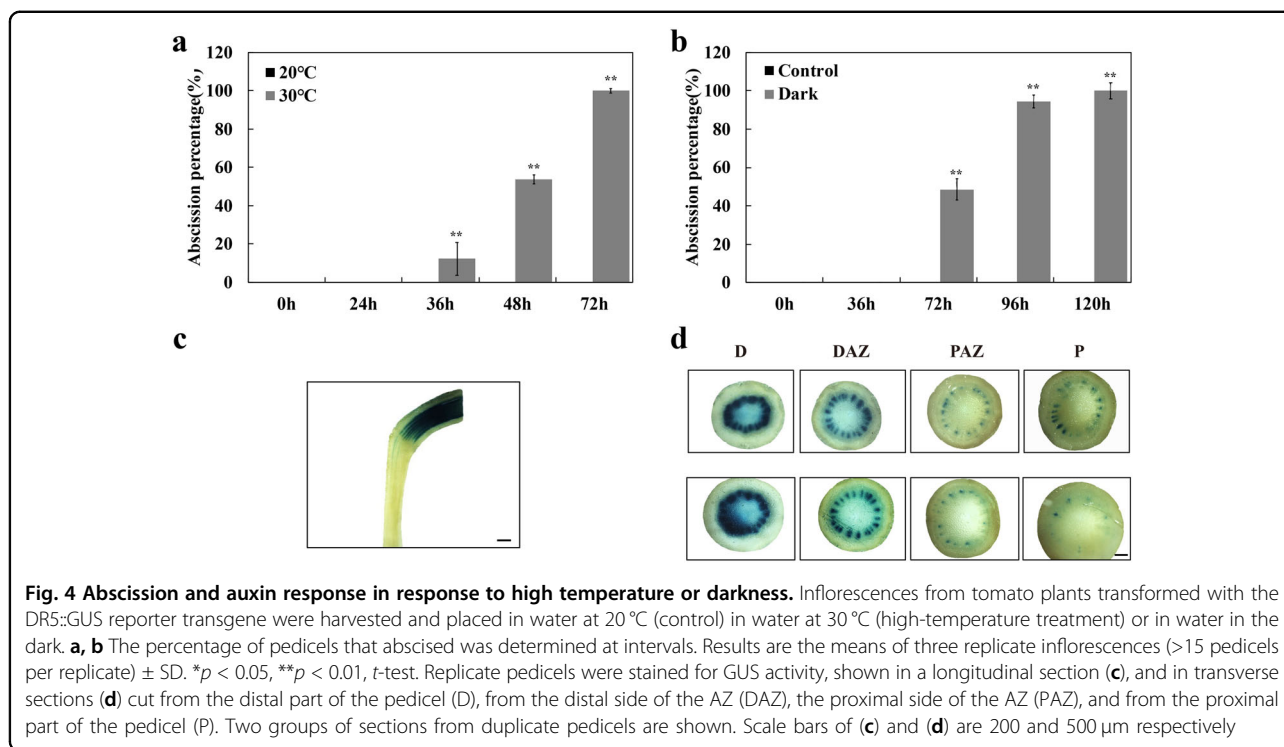 a
120
100
80
60
40
20
0
Abscission percentage(%)
20°C
30°C
**
**
**
0h 24h 36h 48h 72h
b
120
100
80
60
40
20
0
Abscission percentage(%)
Control
Dark
**
**
**
0h 36h 72h 96h 120h
c
d
D DAZ PAZ P
Fig. 4 Abscission and auxin response in response to high temperature or darkness. Inflorescences from tomato plants transformed with the
DR5::GUS reporter transgene were harvested and placed in water at 20 °C (control) in water at 30 °C (high-temperature treatment) or in water in the
dark. a, b The percentage of pedicels that abscised was determined at intervals. Results are the means of three replicate inflorescences (>15 pedicels
per replicate) ± SD. *p < 0.05, **p < 0.01, t-test. Replicate pedicels were stained for GUS activity, shown in a longitudinal section (c), and in transverse
sections (d) cut from the distal part of the pedicel (D), from the distal side of the AZ (DAZ), the proximal side of the AZ (PAZ), and from the proximal
part of the pedicel (P). Two groups of sections from duplicate pedicels are shown. Scale bars of (c) and (d) are 200 and 500 µm respectively